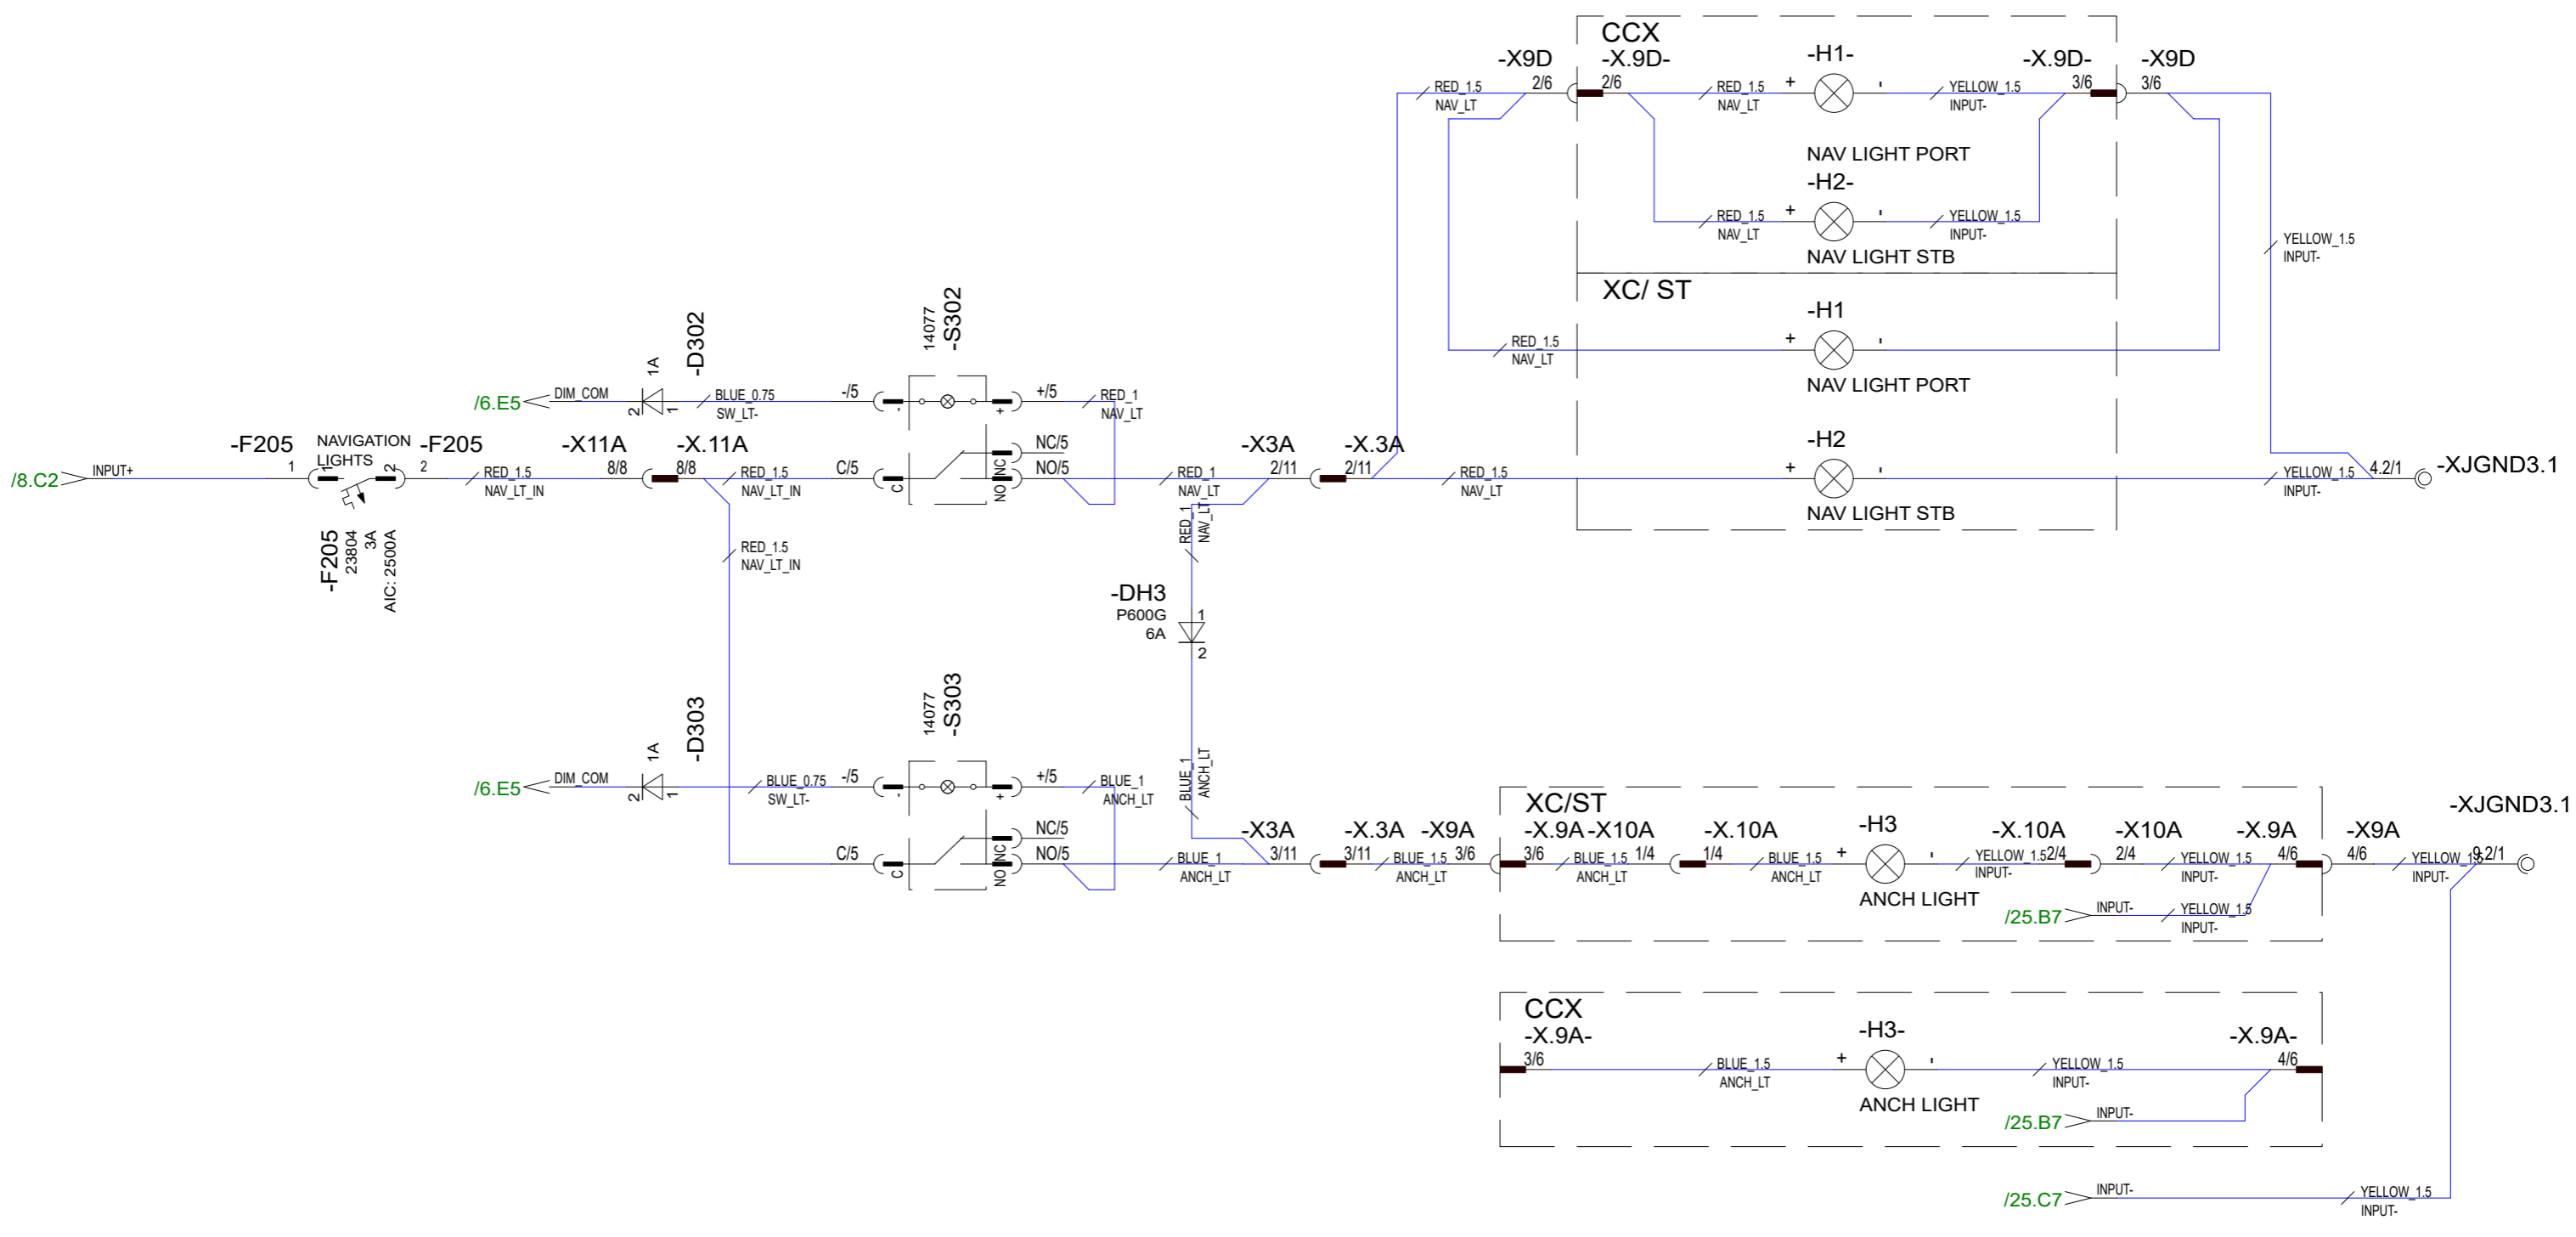 CCX
-X9D
-X.9D-
-H1-
-X.9D-
-X9D
RED_1.5
NAV_LT
2/6
2/6
RED_1.5
NAV_LT
+
-
YELLOW_1.5
INPUT-
3/6
3/6
NAV LIGHT PORT
-H2-
RED_1.5
NAV_LT
+
-
YELLOW_1.5
INPUT-
NAV LIGHT STB
YELLOW_1.5
INPUT-
XC/ ST
-H1
RED_1.5
NAV_LT
+
-
NAV LIGHT PORT
-D302
1A
14077
-S302
/6.E5
DIM_COM
2
1
BLUE_0.75
SW_LT-
-/5
-
+
+/5
RED_1
NAV_LT
-F205
NAVIGATION
LIGHTS
-F205
-X11A
-X.11A
NC/5
-X3A
-X.3A
-H2
/8.C2
INPUT+
1
1
2
2
RED_1.5
NAV_LT_IN
8/8
8/8
RED_1.5
NAV_LT_IN
C/5
C
NC
NO
NO/5
RED_1
NAV_LT
2/11
2/11
RED_1.5
NAV_LT
+
-
YELLOW_1.5
INPUT-
4.2/1
-XJGND3.1
NAV LIGHT STB
-F205
23804
3A
AIC: 2500A
RED_1.5
NAV_LT_IN
RED_1
NAV_LT
-DH3
P600G
6A
1
2
-D303
1A
14077
-S303
/6.E5
DIM_COM
2
1
BLUE_0.75
SW_LT-
-/5
-
+
+/5
BLUE_1
ANCH_LT
BLUE_1
ANCH_LT
NC/5
C/5
C
NC
NO
NO/5
BLUE_1
ANCH_LT
-X3A
3/11
-X.3A
3/11
BLUE_1.5
ANCH_LT
-X9A
3/6
XC/ST
-X.9A
3/6
BLUE_1.5
ANCH_LT
-X10A
1/4
-X.10A
1/4
BLUE_1.5
ANCH_LT
-H3
+
-
ANCH LIGHT
YELLOW_1.5
INPUT-
-X.10A
2/4
-X10A
2/4
YELLOW_1.5
INPUT-
-X.9A
4/6
-X9A
4/6
YELLOW_1.5
INPUT-
9.2/1
-XJGND3.1
/25.B7
INPUT-
YELLOW_1.5
INPUT-
CCX
-X.9A-
3/6
BLUE_1.5
ANCH_LT
-H3-
+
-
ANCH LIGHT
YELLOW_1.5
INPUT-
-X.9A-
4/6
/25.B7
INPUT-
/25.C7
INPUT-
YELLOW_1.5
INPUT-